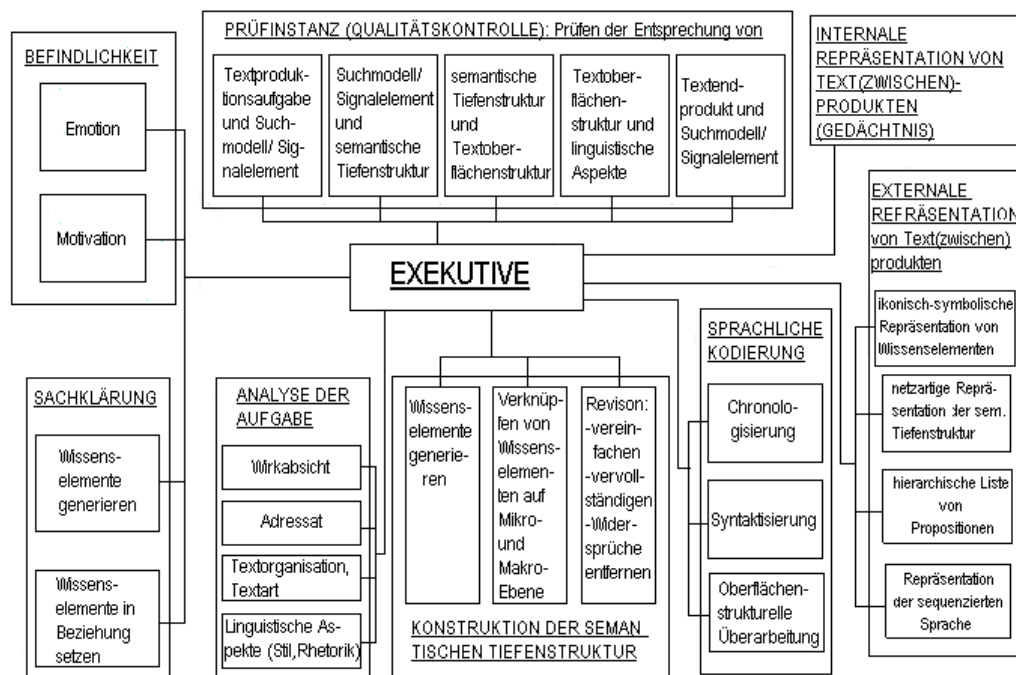 PRÜFINSTANZ (QUALITÄTSKONTROLLE): Prüfen der Entsprechung von
Textproduk-
tionsaufgabe
und Such-
modell/ Sig-
nalelement
Suchmodell/
Signalelement
und
semantische
Tiefenstruktur
semantische
Tiefenstruktur
und
Textober-
flächenstruktur
Textober-
flächen-
struktur und
linguistische
Aspekte
Textend-
produkt und
Suchmodell/
Signalelement
BEFINDLICHKEIT
Emotion
Motivation
INTERNALE
REPRÄSENTATION VON
TEXT(ZWISCHEN)-
PRODUKTEN
(GEDÄCHTNIS)
EXEKUTIVE
EXTERNALE
REFRÄSENTATION
von Text(zwischen)
produkten
ikonisch-symbolische
Repräsentation von
Wissenselementen
netzartige Reprä-
sentation der sem.
Tiefenstruktur
hierarchische Liste
von
Propositionen
Repräsentation
der sequenzierten
Sprache
SACHKLÄRUNG
Wissens-
elemente
generieren
Wissens-
elemente in
Beziehung
setzen
ANALYSE DER
AUFGABE
Wirkabsicht
Adressat
Textorganisation,
Textart
Linguistische As-
pekte (Stil,Rhetorik)
Wissens-
elemente
generie-
ren
Verknüp-
fen von
Wissens-
elemen-
ten auf
Mikro-
und
Makro-
Ebene
Revison:
-verein-
fachen
-vervoll-
ständigen
-Wider-
sprüche
entfernen
KONSTRUKTION DER SEMAN
TISCHEN TIEFENSTRUKTUR
SPRACHLICHE
KODIERUNG
Chronolo-
gisierung
Syntaktisierung
Oberflächen-
strukturelle
Überarbeitung